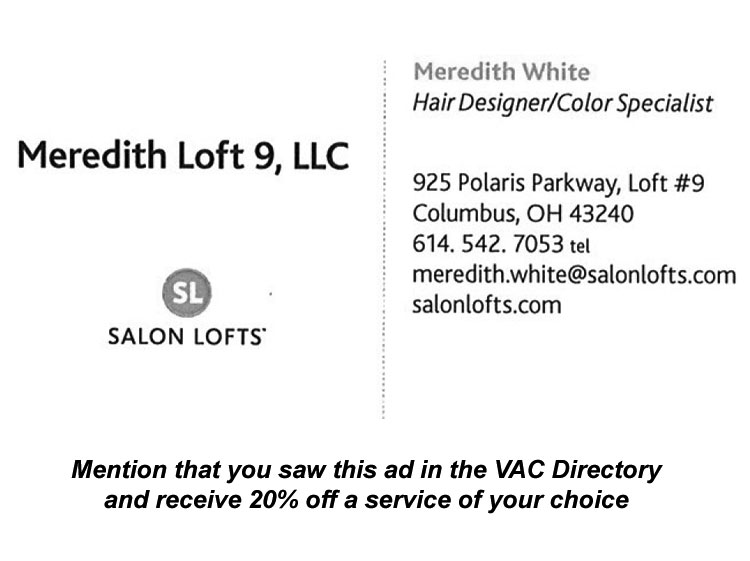 Meredith Loft 9, LLC
SL
SALON LOFTS
Meredith White
Hair Designer/Color Specialist
925 Polaris Parkway, Loft #9
Columbus, OH 43240
614. 542. 7053 tel
meredith.white@salonlofts.com
salonlofts.com
Mention that you saw this ad in the VAC Directory
and receive 20% off a service of your choice